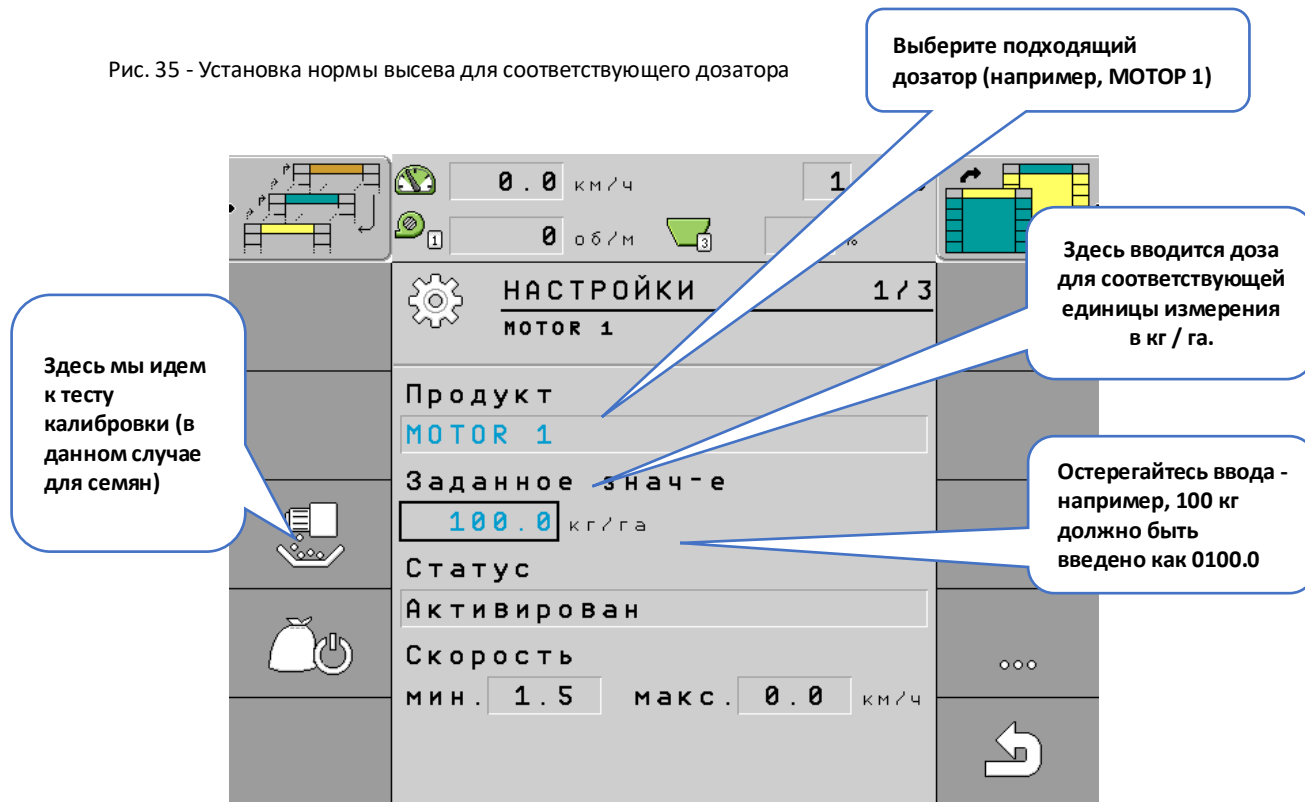 Рис. 35 - Установка нормы высева для соответствующего дозатора
Выберите подходящий
дозатор (например, МОТОР 1)
0.0 км/ч
1
1
0 об/м
3
%
НАСТРОЙКИ 1/3
MOTOR 1
Здесь вводится доза
для соответствующей
единицы измерения
в кг / га.
Здесь мы идем
к тесту
калибровки (в
данном случае
для семян)
Продукт
MOTOR 1
Заданное знач-е
100.0 кг/га
Остерегайтесь ввода -
например, 100 кг
должно быть
введено как 0100.0
Статус
Активирован
Скорость
мин. 1.5 макс. 0.0 км/ч